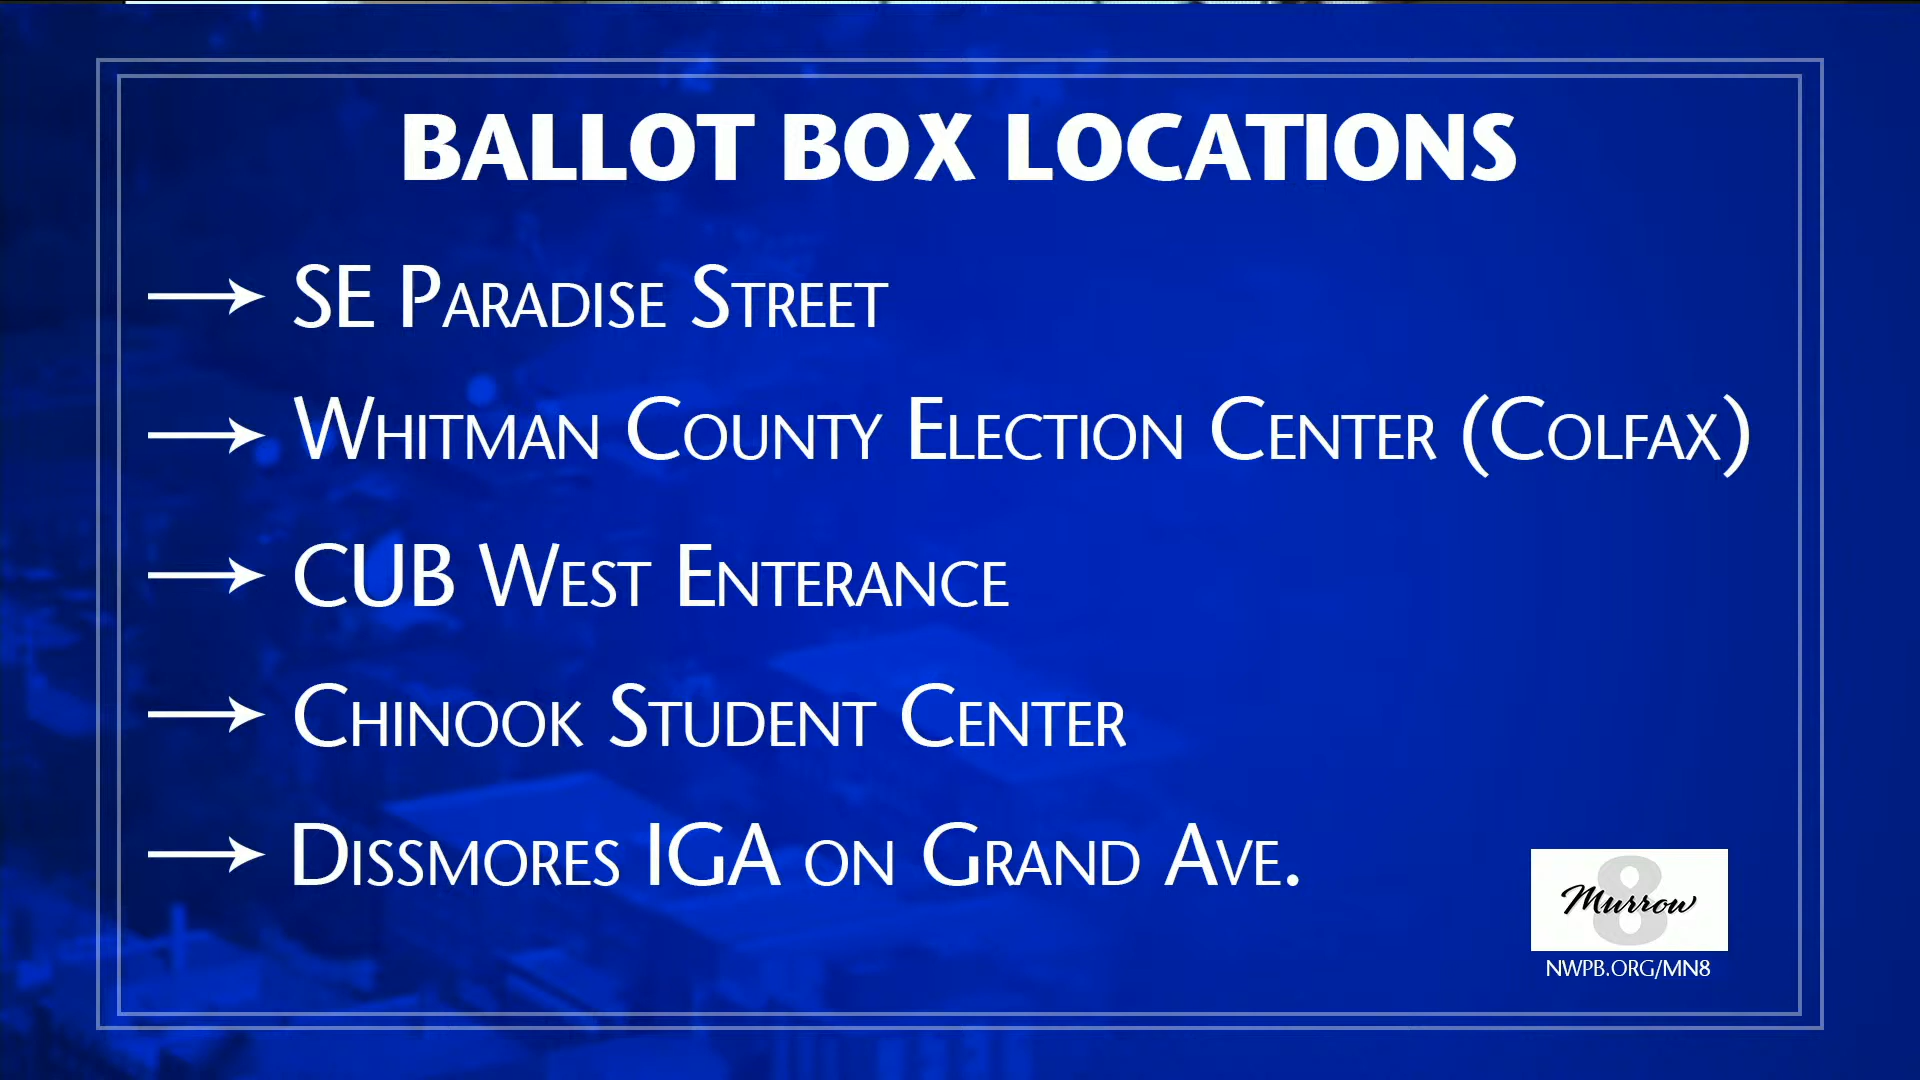 BALLOT BOX LOCATIONS
SE PARADISE STREET
WHITMAN COUNTY ELECTION CENTER (COLFAX)
CUB WEST ENTERANCE
CHINOOK STUDENT CENTER
DISSMORES IGA ON GRAND AVE.
8
Murrow
NWPB.ORG/MN8